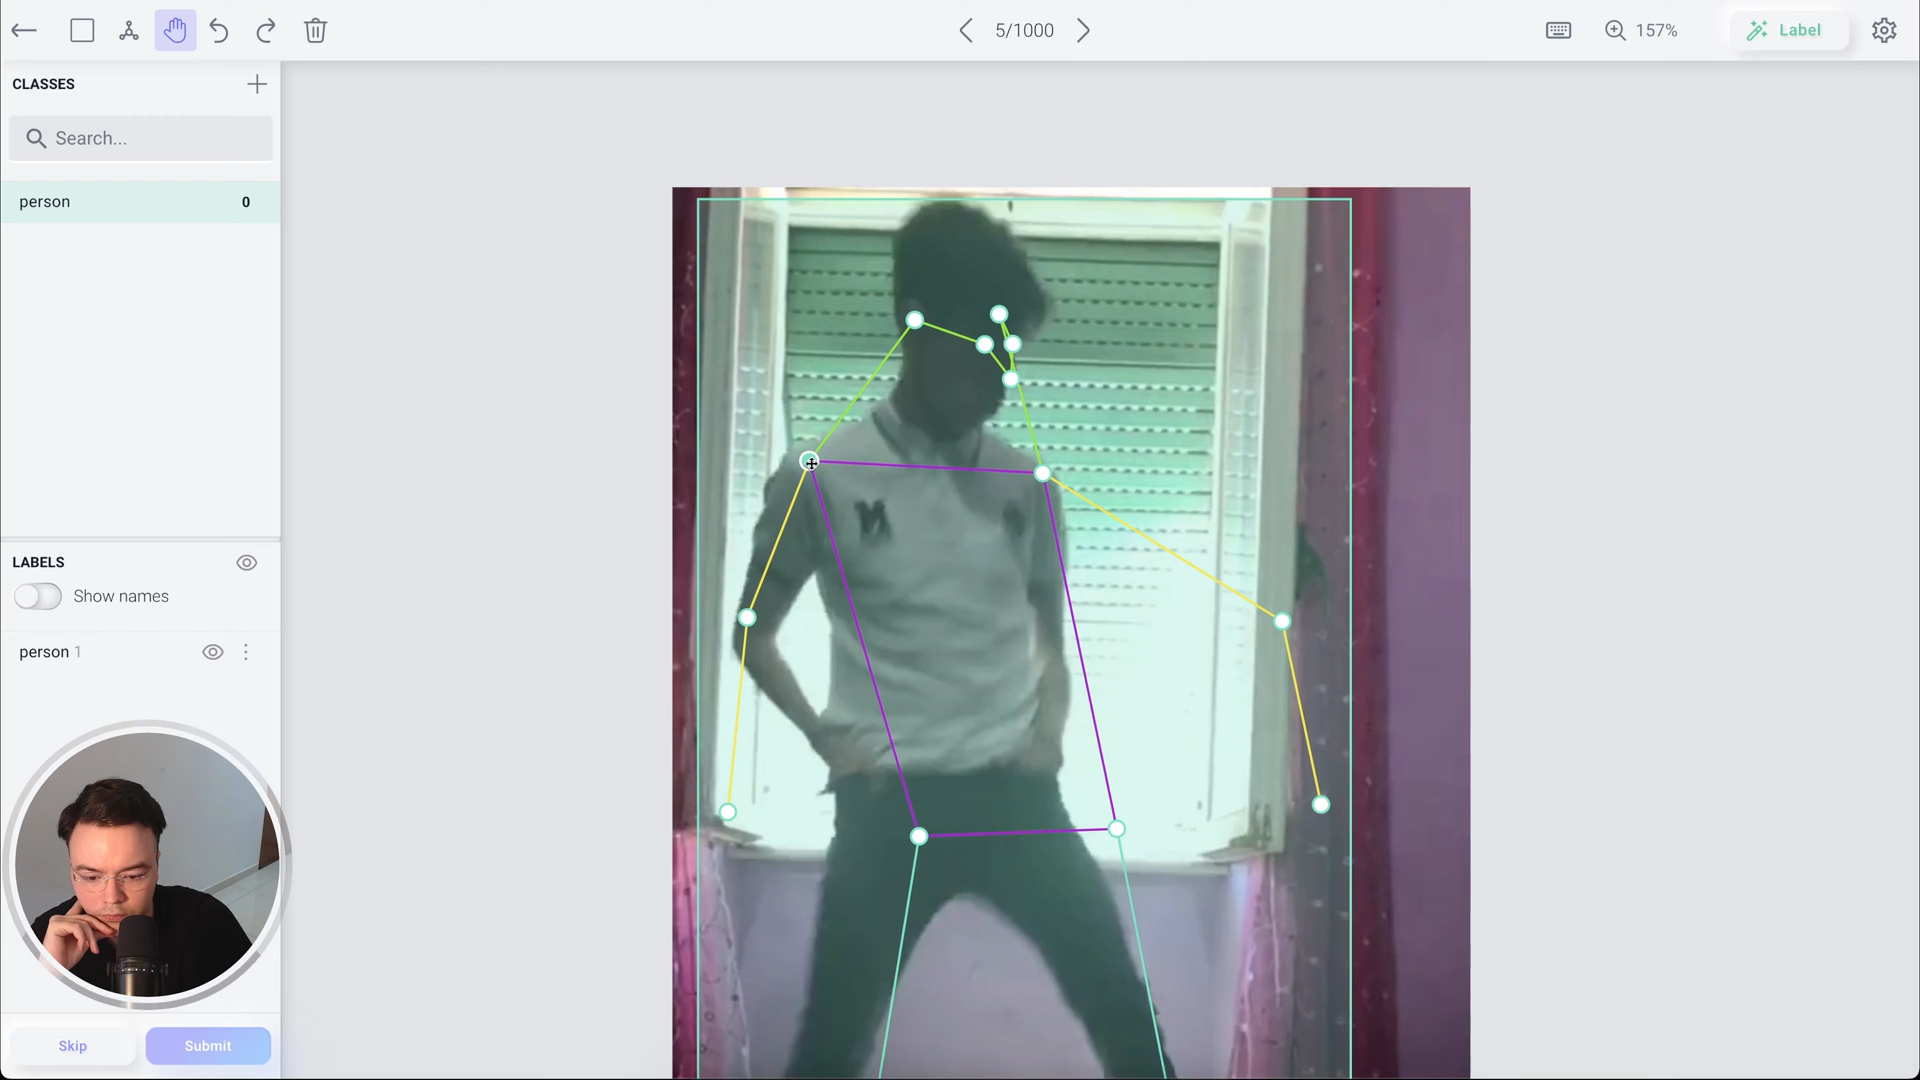 5/1000
157%
Label
CLASSES
Search...
person 0
LABELS
Show names
person 1
Skip
Submit